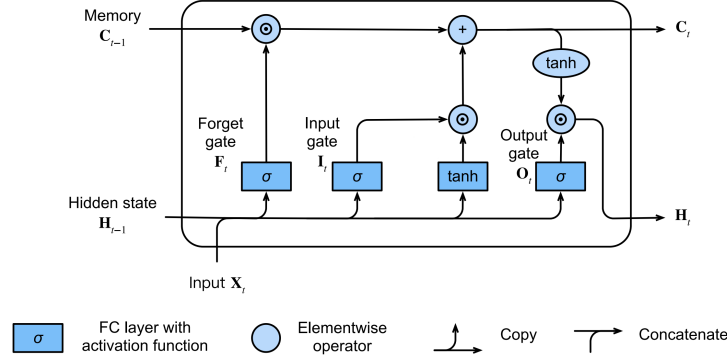 Memory
C_{t−1}
C_t
+
tanh
Forget
gate
F_t
Input
gate
I_t
Output
gate
O_t
σ
σ
tanh
σ
Hidden state
H_{t−1}
H_t
Input X_t
σ
FC layer with
activation function
Elementwise
operator
Copy
Concatenate